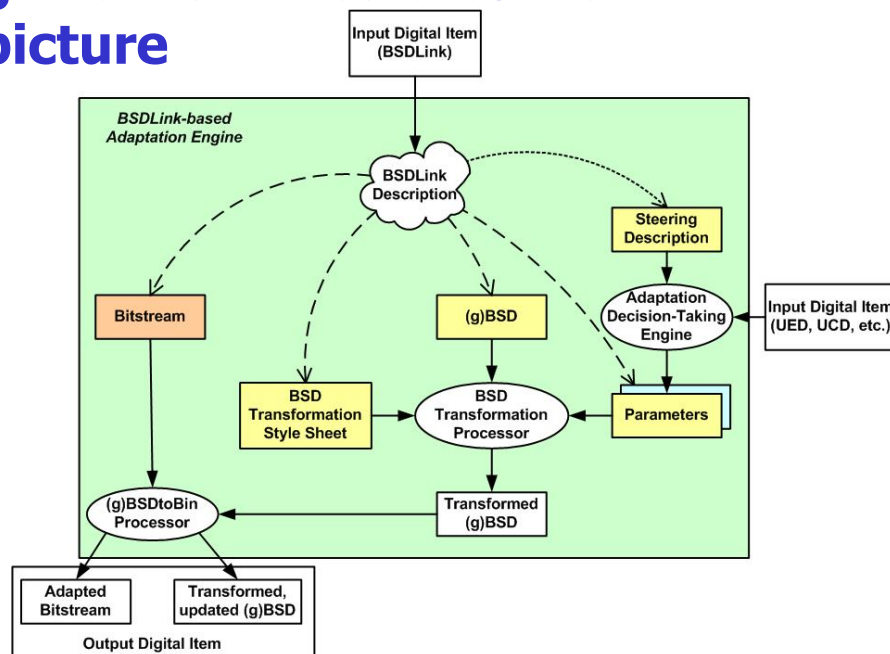 picture
Input Digital Item
(BSDLink)
BSDLink-based
Adaptation Engine
BSDLink
Description
Steering
Description
Bitstream
(g)BSD
Adaptation
Decision-Taking
Engine
Input Digital Item
(UED, UCD, etc.)
BSD
Transformation
Style Sheet
BSD
Transformation
Processor
Parameters
(g)BSDtoBin
Processor
Transformed
(g)BSD
Adapted
Bitstream
Transformed,
updated (g)BSD
Output Digital Item